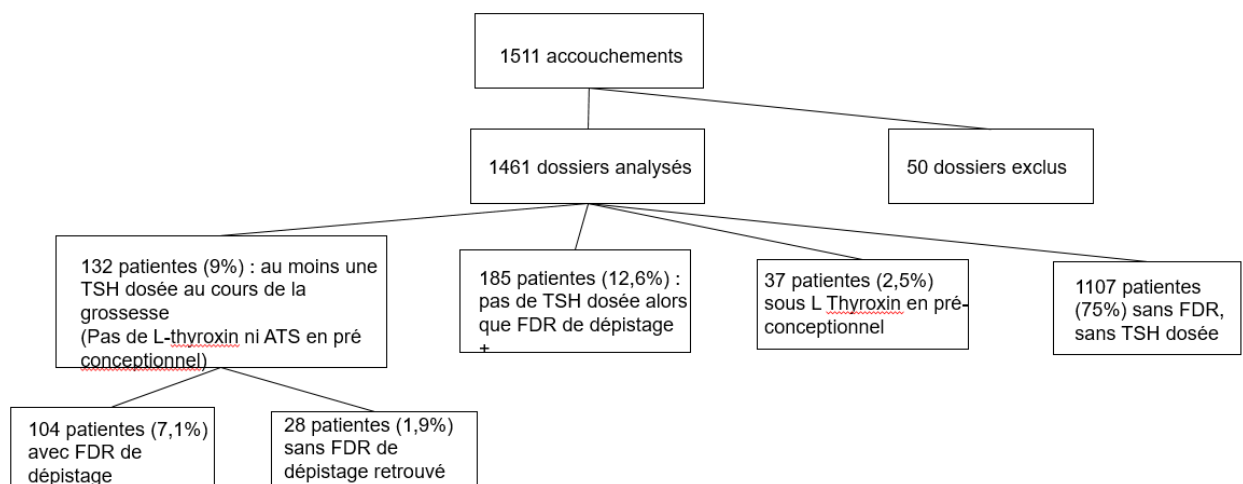 1511 accouchements
1461 dossiers analysés
50 dossiers exclus
132 patientes (9%) : au moins une
TSH dosée au cours de la
grossesse
(Pas de L-thyroxin ni ATS en pré
conceptionnel)
185 patientes (12,6%) :
pas de TSH dosée alors
que FDR de dépistage
+
37 patientes (2,5%)
sous L Thyroxin en pré-
conceptionnel
1107 patientes
(75%) sans FDR,
sans TSH dosée
104 patientes (7,1%)
avec FDR de
dépistage
28 patientes (1,9%)
sans FDR de
dépistage retrouvé